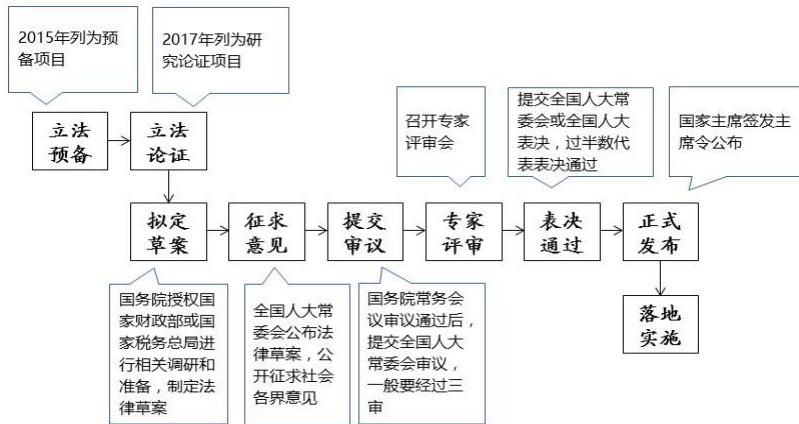 2015年列为预
备项目
2017年列为研
究论证项目
立法
预备
立法
论证
召开专家
评审会
提交全国人大常
委会或全国人大
表决，过半数代
表表决通过
国家主席签发主
席令公布
拟定
草案
征求
意见
提交
审议
专家
评审
表决
通过
正式
发布
国务院授权国
家财政部或国
家税务总局进
行相关调研和
准备，制定法
律草案
全国人大常
委会公布法
律草案，公
开征求社会
各界意见
国务院常务会
议审议通过后，
提交全国人大
常委会审议，
一般要经过三
审
落地
实施